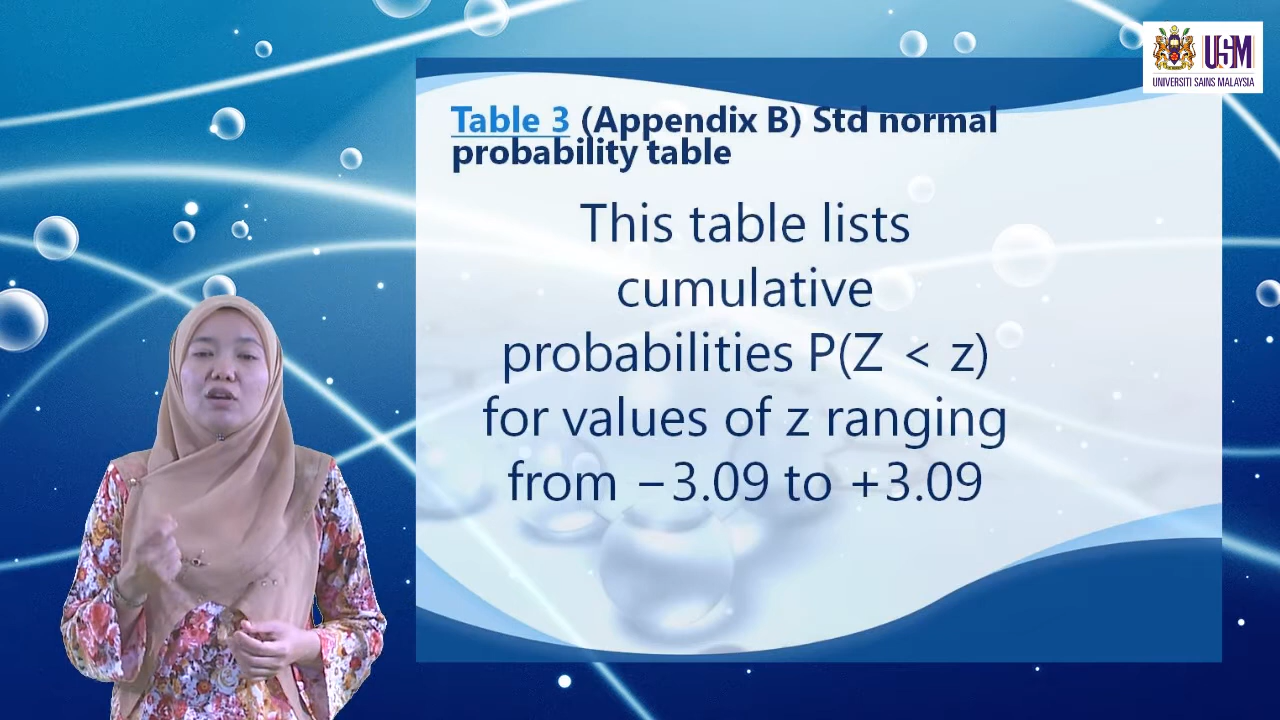 USM
UNIVERSITI SAINS MALAYSIA
Table 3 (Appendix B) Std normal
probability table
This table lists
cumulative
probabilities P(Z < z)
for values of z ranging
from −3.09 to +3.09